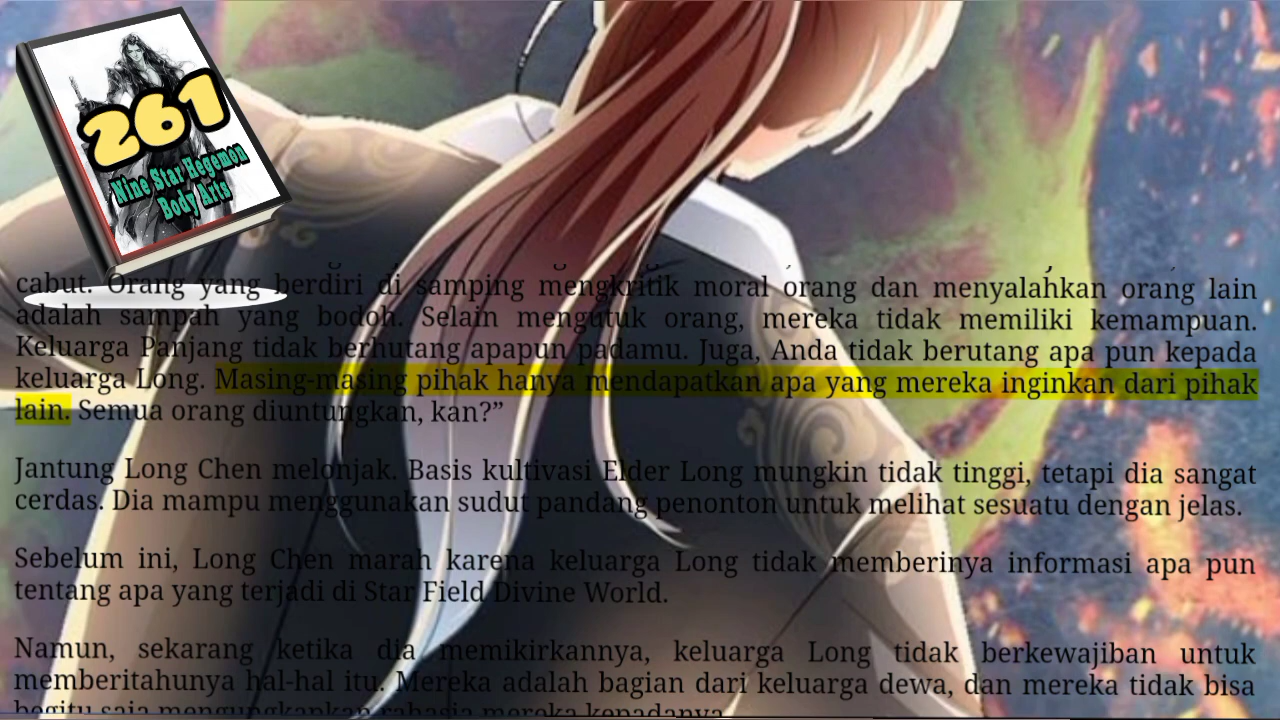 261
Nine Star Hegemon
Body Arts
cabut. Orang yang berdiri di samping mengkritik moral orang dan menyalahkan orang lain
adalah sampah yang bodoh. Selain mengutuk orang, mereka tidak memiliki kemampuan.
Keluarga Panjang tidak berhutang apapun padamu. Juga, Anda tidak berutang apa pun kepada
keluarga Long. Masing-masing pihak hanya mendapatkan apa yang mereka inginkan dari pihak
lain. Semua orang diuntungkan, kan?”
Jantung Long Chen melonjak. Basis kultivasi Elder Long mungkin tidak tinggi, tetapi dia sangat
cerdas. Dia mampu menggunakan sudut pandang penonton untuk melihat sesuatu dengan jelas.
Sebelum ini, Long Chen marah karena keluarga Long tidak memberinya informasi apa pun
tentang apa yang terjadi di Star Field Divine World.
Namun, sekarang ketika dia memikirkannya, keluarga Long tidak berkewajiban untuk
memberitahunya hal-hal itu. Mereka adalah bagian dari keluarga dewa, dan mereka tidak bisa
begitu saja mengungkapkan rahasia mereka kepadanya.